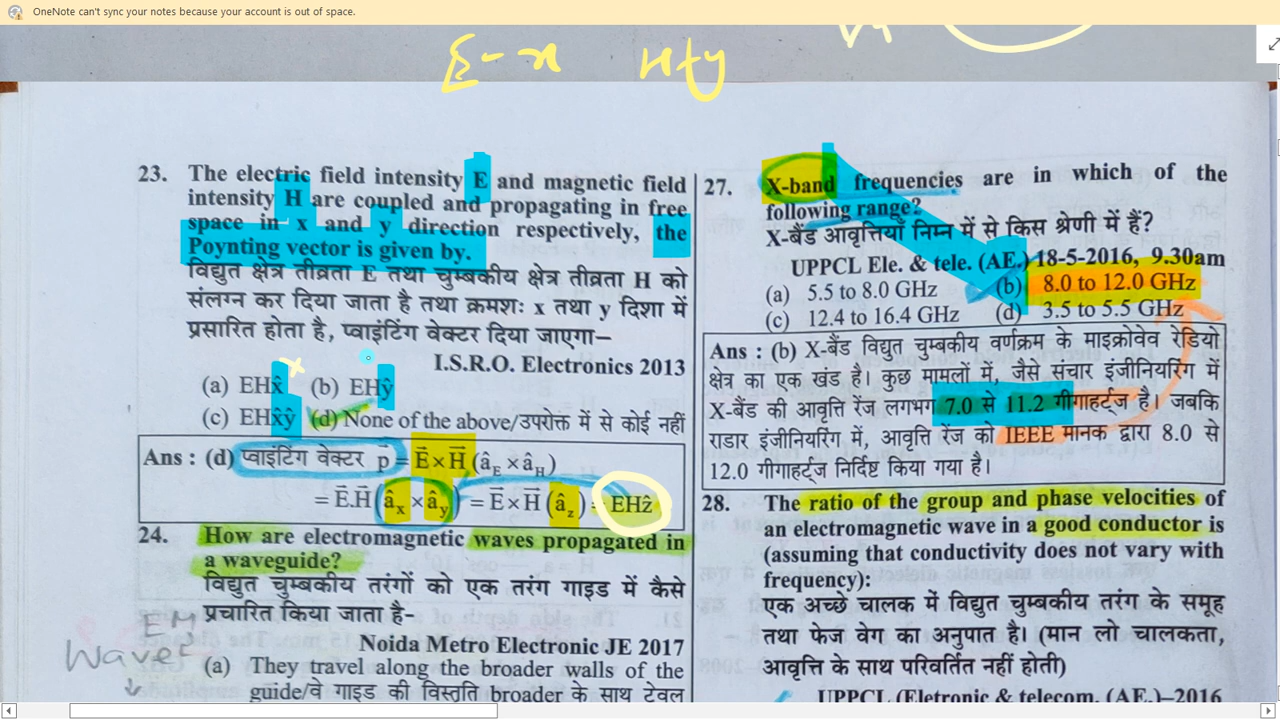 OneNote can't sync your notes because your account is out of space.
E - x H ty
23. The electric field intensity E and magnetic field
intensity H are coupled and propagating in free
space in x and y direction respectively, the
Poynting vector is given by.
विद्युत क्षेत्र तीव्रता E तथा चुम्बकीय क्षेत्र तीव्रता H को
संलग्न कर दिया जाता है तथा क्रमशः x तथा y दिशा में
प्रसारित होता है, प्वाइंटिंग वेक्टर दिया जाएगा–
I.S.R.O. Electronics 2013
(a) EHx̂ (b) EHŷ
(c) EHx̂ŷ (d) None of the above/उपरोक्त में से कोई नहीं
Ans : (d) प्वाइंटिंग वेक्टर p⃗ = E⃗ × H⃗ (â_E × â_H)
= E⃗.H⃗ (â_x × â_y) = E⃗ × H⃗ (â_z) = EHẑ
24. How are electromagnetic waves propagated in
a waveguide?
विद्युत चुम्बकीय तरंगों को एक तरंग गाइड में कैसे
प्रचारित किया जाता है-
EM
Wave
Noida Metro Electronic JE 2017
(a) They travel along the broader walls of the
guide/वे गाइड की विस्तृति broader के साथ ट्रेवल
27. X-band frequencies are in which of the
following range?
X-बैंड आवृत्तियाँ निम्न में से किस श्रेणी में हैं?
UPPCL Ele. & tele. (AE.) 18-5-2016, 9.30am
(a) 5.5 to 8.0 GHz (b) 8.0 to 12.0 GHz
(c) 12.4 to 16.4 GHz (d) 3.5 to 5.5 GHz
Ans : (b) X-बैंड विद्युत चुम्बकीय वर्णक्रम के माइक्रोवेव रेडियो
क्षेत्र का एक खंड है। कुछ मामलों में, जैसे संचार इंजीनियरिंग में
X-बैंड की आवृत्ति रेंज लगभग 7.0 से 11.2 गीगाहर्ट्ज है। जबकि
राडार इंजीनियरिंग में, आवृत्ति रेंज को IEEE मानक द्वारा 8.0 से
12.0 गीगाहर्ट्ज निर्दिष्ट किया गया है।
28. The ratio of the group and phase velocities of
an electromagnetic wave in a good conductor is
(assuming that conductivity does not vary with
frequency):
एक अच्छे चालक में विद्युत चुम्बकीय तरंग के समूह
तथा फेज वेग का अनुपात है। (मान लो चालकता,
आवृत्ति के साथ परिवर्तित नहीं होती)
UPPCL (Eletronic & telecom. (AE.)–2016